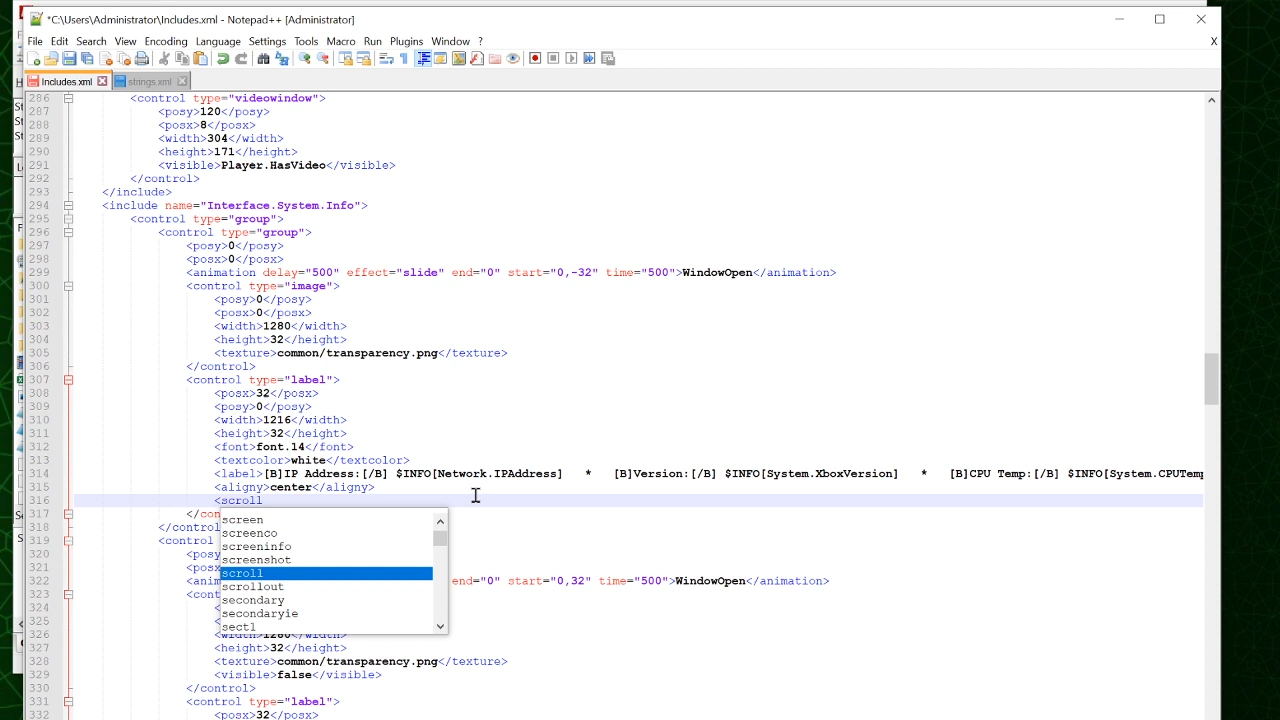 *C:\Users\Administrator\Includes.xml - Notepad++ [Administrator]
File Edit Search View Encoding Language Settings Tools Macro Run Plugins Window ? X
Includes.xml strings.xml
286 <control type="videowindow">
287 <posy>120</posy>
288 <posx>8</posx>
289 <width>304</width>
290 <height>171</height>
291 <visible>Player.HasVideo</visible>
292 </control>
293 </include>
294 <include name="Interface.System.Info">
295 <control type="group">
296 <control type="group">
297 <posy>0</posy>
298 <posx>0</posx>
299 <animation delay="500" effect="slide" end="0" start="0,-32" time="500">WindowOpen</animation>
300 <control type="image">
301 <posy>0</posy>
302 <posx>0</posx>
303 <width>1280</width>
304 <height>32</height>
305 <texture>common/transparency.png</texture>
306 </control>
307 <control type="label">
308 <posx>32</posx>
309 <posy>0</posy>
310 <width>1216</width>
311 <height>32</height>
312 <font>font.14</font>
313 <textcolor>white</textcolor>
314 <label>[B]IP Address:[/B] $INFO[Network.IPAddress] * [B]Version:[/B] $INFO[System.XboxVersion] * [B]CPU Temp:[/B] $INFO[System.CPUTemp
315 <aligny>center</aligny>
316 <scroll
317 </con
318 </control
319 <control
320 <posy
321 <posx
322 <anim end="0" start="0,32" time="500">WindowOpen</animation>
323 <cont
324 <
325 <
326 <width>1280</width>
327 <height>32</height>
328 <texture>common/transparency.png</texture>
329 <visible>false</visible>
330 </control>
331 <control type="label">
332 <posx>32</posx>
screen
screenco
screeninfo
screenshot
scroll
scrollout
secondary
secondaryie
sectl